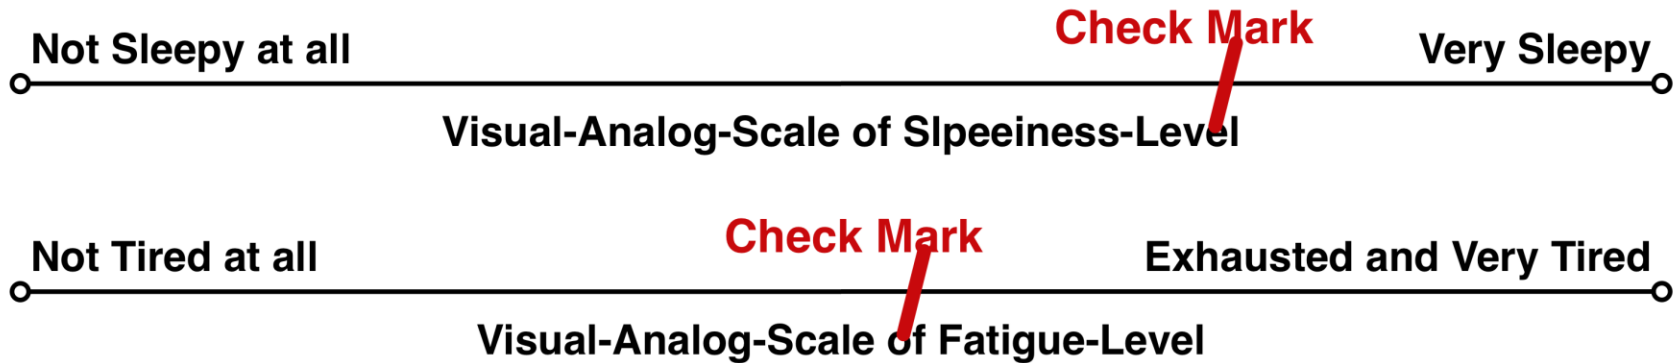 Check Mark
Not Sleepy at all Very Sleepy
Visual-Analog-Scale of Slpeeiness-Level
Check Mark
Not Tired at all Exhausted and Very Tired
Visual-Analog-Scale of Fatigue-Level